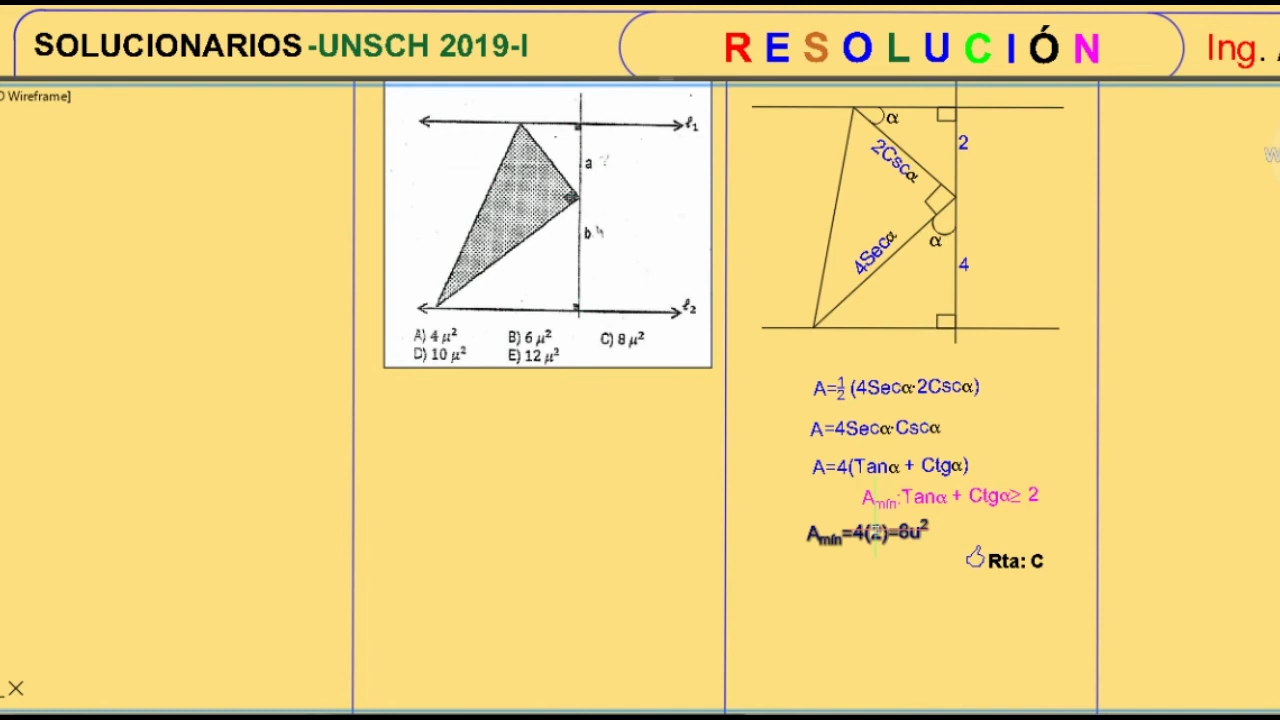 SOLUCIONARIOS-UNSCH 2019-I
RESOLUCIÓN
Ing.
D Wireframe]
ℓ₁
a
b
ℓ₂
A) 4 μ² B) 6 μ² C) 8 μ²
D) 10 μ² E) 12 μ²
α
2
2Cscα
α
4Secα
4
A=½ (4Secα·2Cscα)
A=4Secα·Cscα
A=4(Tanα + Ctgα)
Amín:Tanα + Ctgα≥ 2
Amín=4(2)=8u²
Rta: C